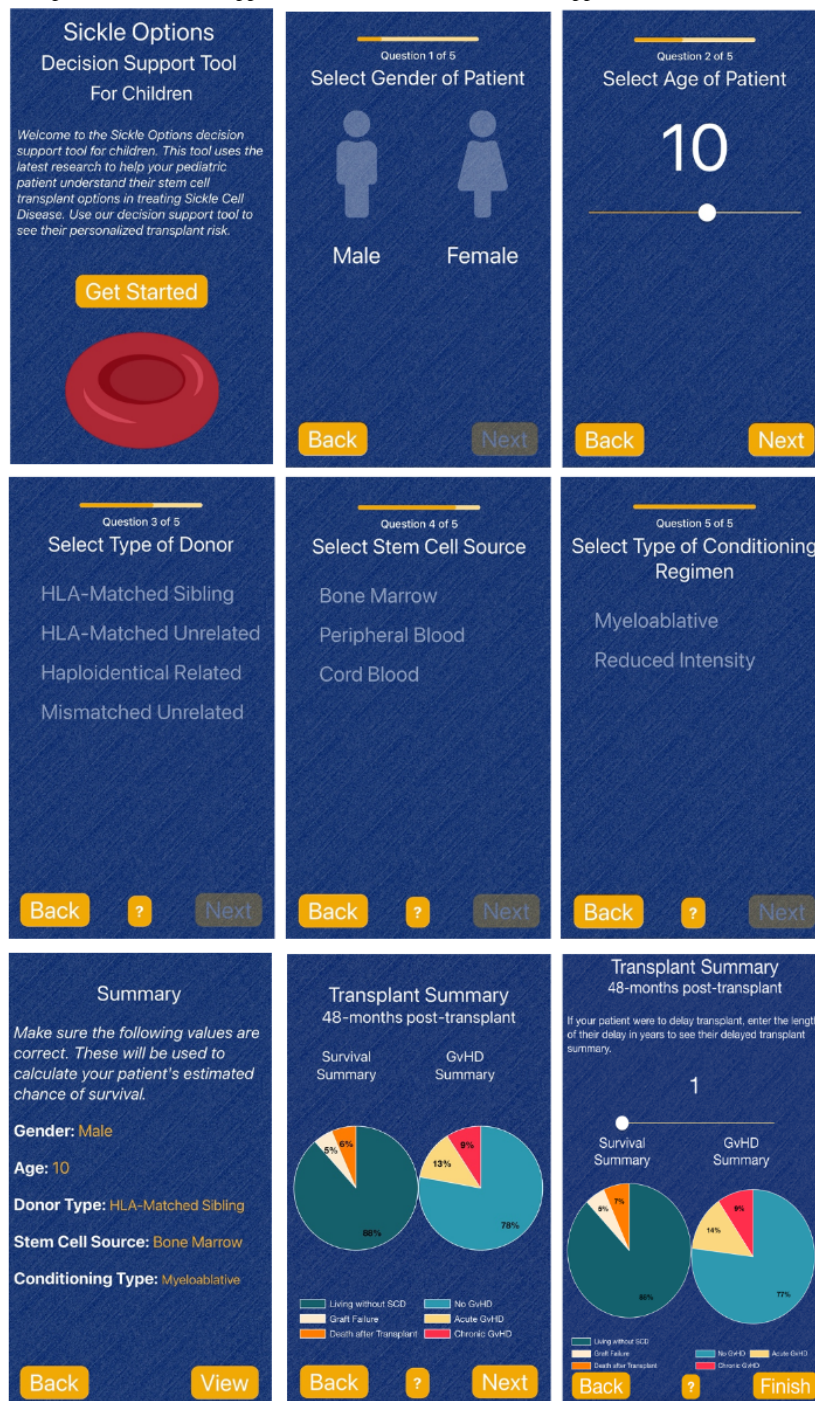 Sickle Options
Decision Support Tool
For Children
Welcome to the Sickle Options decision
support tool for children. This tool uses the
latest research to help your pediatric
patient understand their stem cell
transplant options in treating Sickle Cell
Disease. Use our decision support tool to
see their personalized transplant risk.
Get Started
Question 1 of 5
Select Gender of Patient
Male
Female
Back
Next
Question 2 of 5
Select Age of Patient
10
Back
Next
Question 3 of 5
Select Type of Donor
HLA-Matched Sibling
HLA-Matched Unrelated
Haploidentical Related
Mismatched Unrelated
Back
?
Next
Question 4 of 5
Select Stem Cell Source
Bone Marrow
Peripheral Blood
Cord Blood
Back
?
Next
Question 5 of 5
Select Type of Conditioning
Regimen
Myeloablative
Reduced Intensity
Back
?
Next
Summary
Make sure the following values are
correct. These will be used to
calculate your patient's estimated
chance of survival.
Gender: Male
Age: 10
Donor Type: HLA-Matched Sibling
Stem Cell Source: Bone Marrow
Conditioning Type: Myeloablative
Back
View
Transplant Summary
48-months post-transplant
Survival
Summary
GvHD
Summary
5%
6%
13%
9%
78%
Living without SCD
Graft Failure
Death after Transplant
No GvHD
Acute GvHD
Chronic GvHD
Back
?
Next
Transplant Summary
48-months post-transplant
If your patient were to delay transplant, enter the length
of their delay in years to see their delayed transplant
summary.
1
Survival
Summary
GvHD
Summary
5%
7%
14%
9%
77%
Living without SCD
Graft Failure
Death after Transplant
No GvHD
Acute GvHD
Chronic GvHD
Back
?
Finish